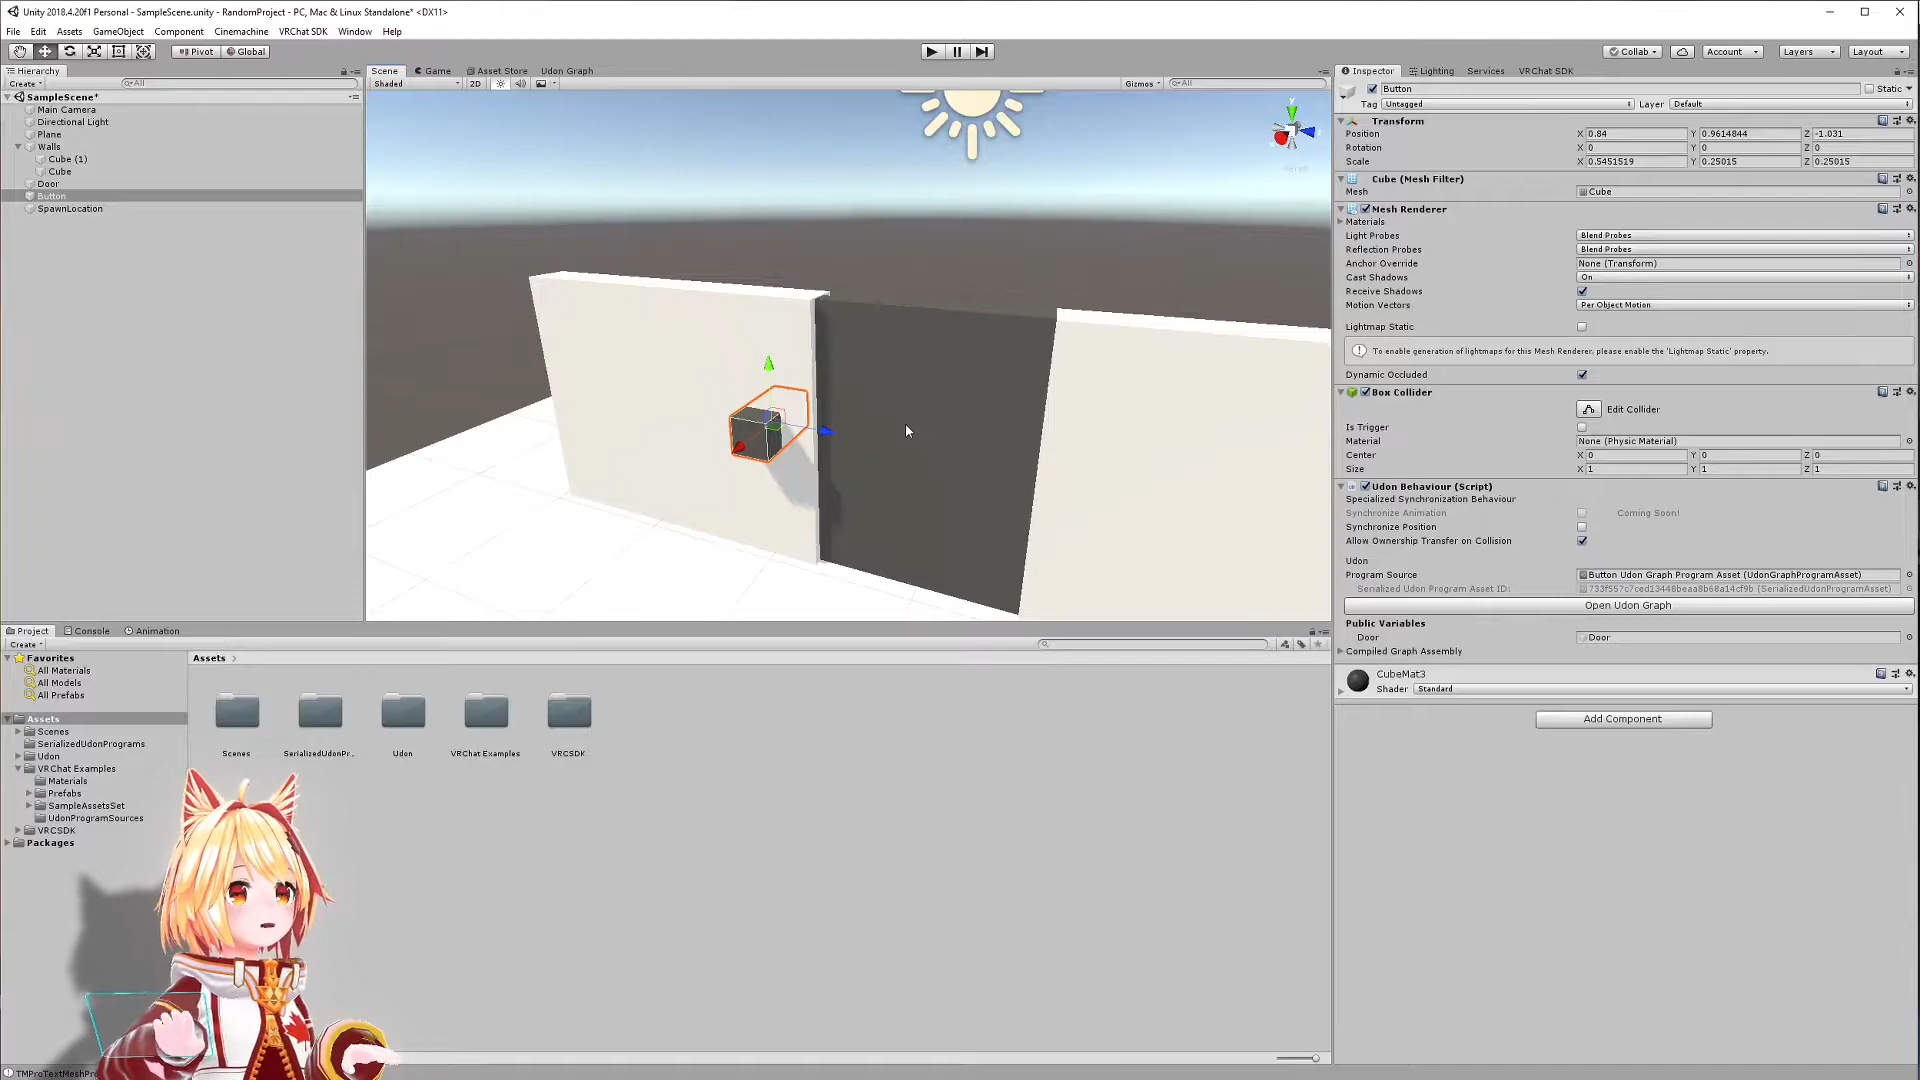 Unity 2018.4.20f1 Personal - SampleScene.unity - RandomProject - PC, Mac & Linux Standalone* <DX11>
File Edit Assets GameObject Component Cinemachine VRChat SDK Window Help
Pivot Global Collab Account Layers Layout
Hierarchy
Create All
SampleScene*
Main Camera
Directional Light
Plane
Walls
Cube (1)
Cube
Door
Button
SpawnLocation
Scene Game Asset Store Udon Graph
Shaded 2D Gizmos All
y
Inspector Lighting Services VRChat SDK
Button Static
Tag Untagged Layer Default
Transform
Position X 0.84 Y 0.9614844 Z -1.031
Rotation X 0 Y 0 Z 0
Scale X 0.5451519 Y 0.25015 Z 0.25015
Cube (Mesh Filter)
Mesh Cube
Mesh Renderer
Materials
Light Probes Blend Probes
Reflection Probes Blend Probes
Anchor Override None (Transform)
Cast Shadows On
Receive Shadows
Motion Vectors Per Object Motion
Lightmap Static
To enable generation of lightmaps for this Mesh Renderer, please enable the 'Lightmap Static' property.
Dynamic Occluded
Box Collider
Edit Collider
Is Trigger
Material None (Physic Material)
Center X 0 Y 0 Z 0
Size X 1 Y 1 Z 1
Udon Behaviour (Script)
Specialized Synchronization Behaviour
Synchronize Animation Coming Soon!
Synchronize Position
Allow Ownership Transfer on Collision
Udon
Program Source Button Udon Graph Program Asset (UdonGraphProgramAsset)
Serialized Udon Program Asset ID: 733f557c7ced13448beaa8b68a14cf9b (SerializedUdonProgramAsset)
Open Udon Graph
Public Variables
Door Door
Compiled Graph Assembly
CubeMat3
Shader Standard
Add Component
Project Console Animation
Create
Favorites
All Materials
All Models
All Prefabs
Assets
Scenes
SerializedUdonPrograms
Udon
VRChat Examples
Materials
Prefabs
SampleAssetsSet
UdonProgramSources
VRCSDK
Packages
Assets
Scenes SerializedUdonPr... Udon VRChat Examples VRCSDK